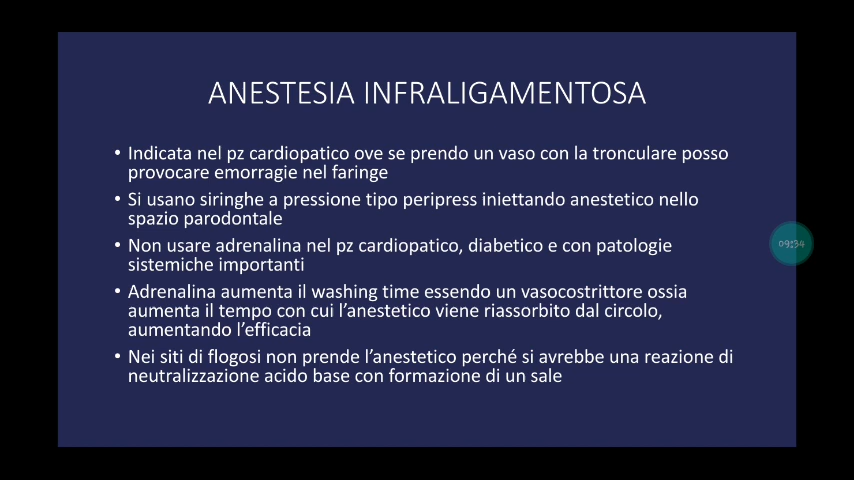 ANESTESIA INFRALIGAMENTOSA
• Indicata nel pz cardiopatico ove se prendo un vaso con la tronculare posso
provocare emorragie nel faringe
• Si usano siringhe a pressione tipo peripress iniettando anestetico nello
spazio parodontale
• Non usare adrenalina nel pz cardiopatico, diabetico e con patologie
sistemiche importanti
• Adrenalina aumenta il washing time essendo un vasocostrittore ossia
aumenta il tempo con cui l’anestetico viene riassorbito dal circolo,
aumentando l’efficacia
• Nei siti di flogosi non prende l’anestetico perché si avrebbe una reazione di
neutralizzazione acido base con formazione di un sale
09:34